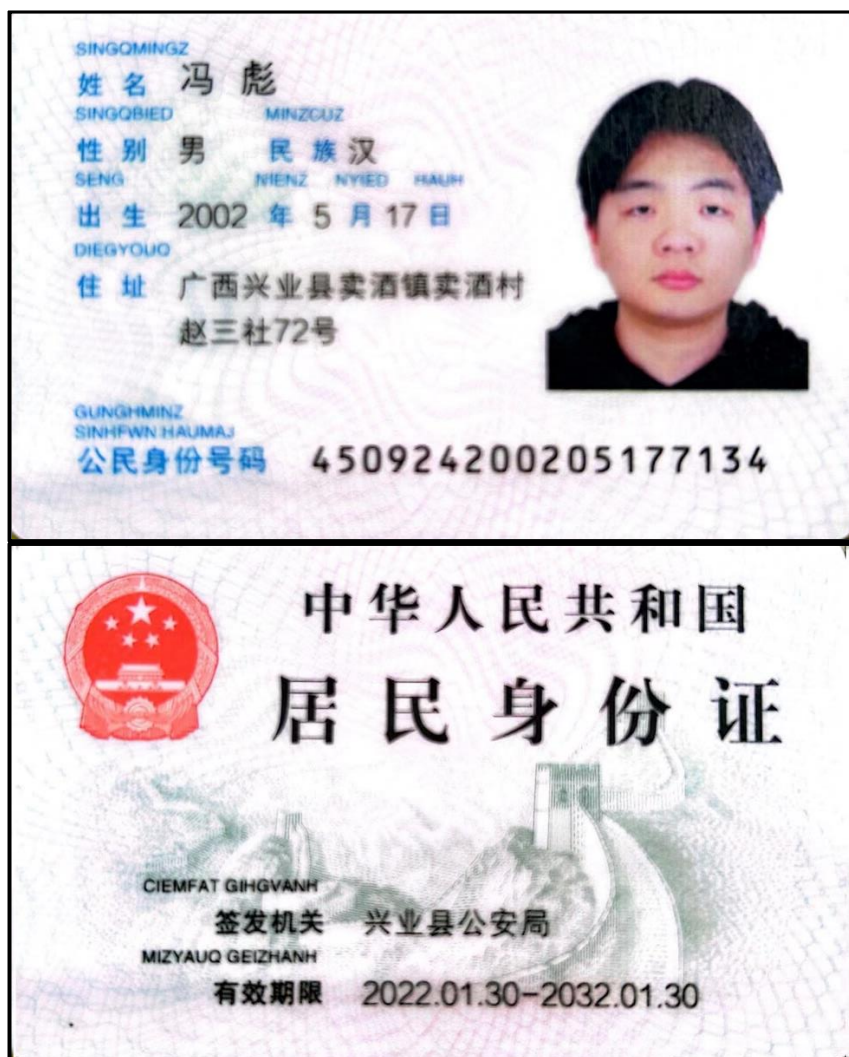 SINGQMINGZ
姓名 冯彪
SINGQBIED MINZCUZ
性别 男 民族 汉
SENG NIENZ NYIED HAUH
出生 2002 年 5 月 17 日
DIEGYOUQ
住址 广西兴业县卖酒镇卖酒村
赵三社72号
GUNGHMINZ
SINHFWN HAUMAJ
公民身份号码 450924200205177134
中华人民共和国
居民身份证
CIEMFAT GIHGVANH
签发机关 兴业县公安局
MIZYAUQ GEIZHANH
有效期限 2022.01.30-2032.01.30